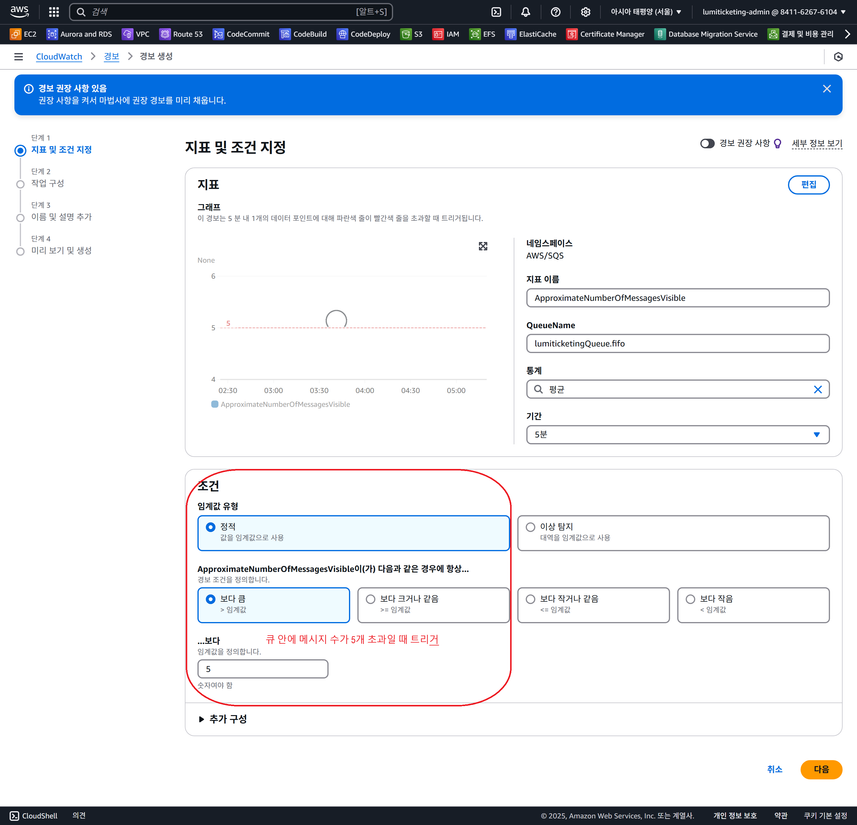 aws
검색
[알트+S]
아시아 태평양 (서울) ▼
lumiticketing-admin @ 8411-6267-6104 ▼
EC2
Aurora and RDS
VPC
Route 53
CodeCommit
CodeBuild
CodeDeploy
S3
IAM
EFS
ElastiCache
Certificate Manager
Database Migration Service
결제 및 비용 관리
CloudWatch > 경보 > 경보 생성
경보 권장 사항 있음
권장 사항을 켜서 마법사에 권장 경보를 미리 채웁니다.
단계 1
지표 및 조건 지정
단계 2
작업 구성
단계 3
이름 및 설명 추가
단계 4
미리 보기 및 생성
지표 및 조건 지정
경보 권장 사항
세부 정보 보기
지표
편집
그래프
이 경보는 5 분 내 1개의 데이터 포인트에 대해 파란색 줄이 빨간색 줄을 초과할 때 트리거됩니다.
None
6
5
5
4
02:30
03:00
03:30
04:00
04:30
05:00
ApproximateNumberOfMessagesVisible
네임스페이스
AWS/SQS
지표 이름
ApproximateNumberOfMessagesVisible
QueueName
lumiticketingQueue.fifo
통계
평균
기간
5분
조건
임계값 유형
정적
값을 임계값으로 사용
이상 탐지
대역을 임계값으로 사용
ApproximateNumberOfMessagesVisible이(가) 다음과 같은 경우에 항상...
경보 조건을 정의합니다.
보다 큼
> 임계값
보다 크거나 같음
>= 임계값
보다 작거나 같음
<= 임계값
보다 작음
< 임계값
...보다
큐 안에 메시지 수가 5개 초과일 때 트리거
임계값을 정의합니다.
5
숫자여야 함
추가 구성
취소
다음
CloudShell
의견
© 2025, Amazon Web Services, Inc. 또는 계열사.
개인 정보 보호
약관
쿠키 기본 설정